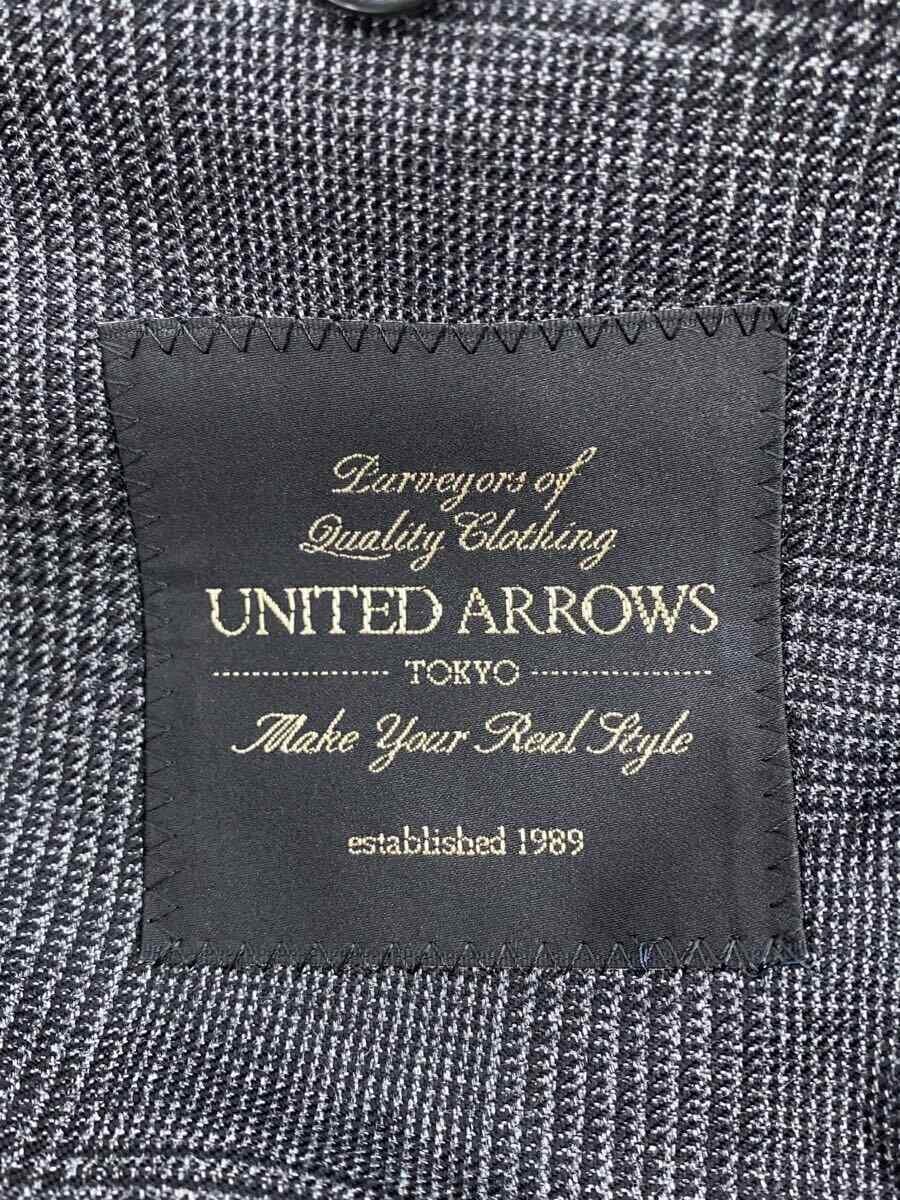 Purveyors of
Quality Clothing
UNITED ARROWS
TOKYO
Make Your Real Style
established 1989